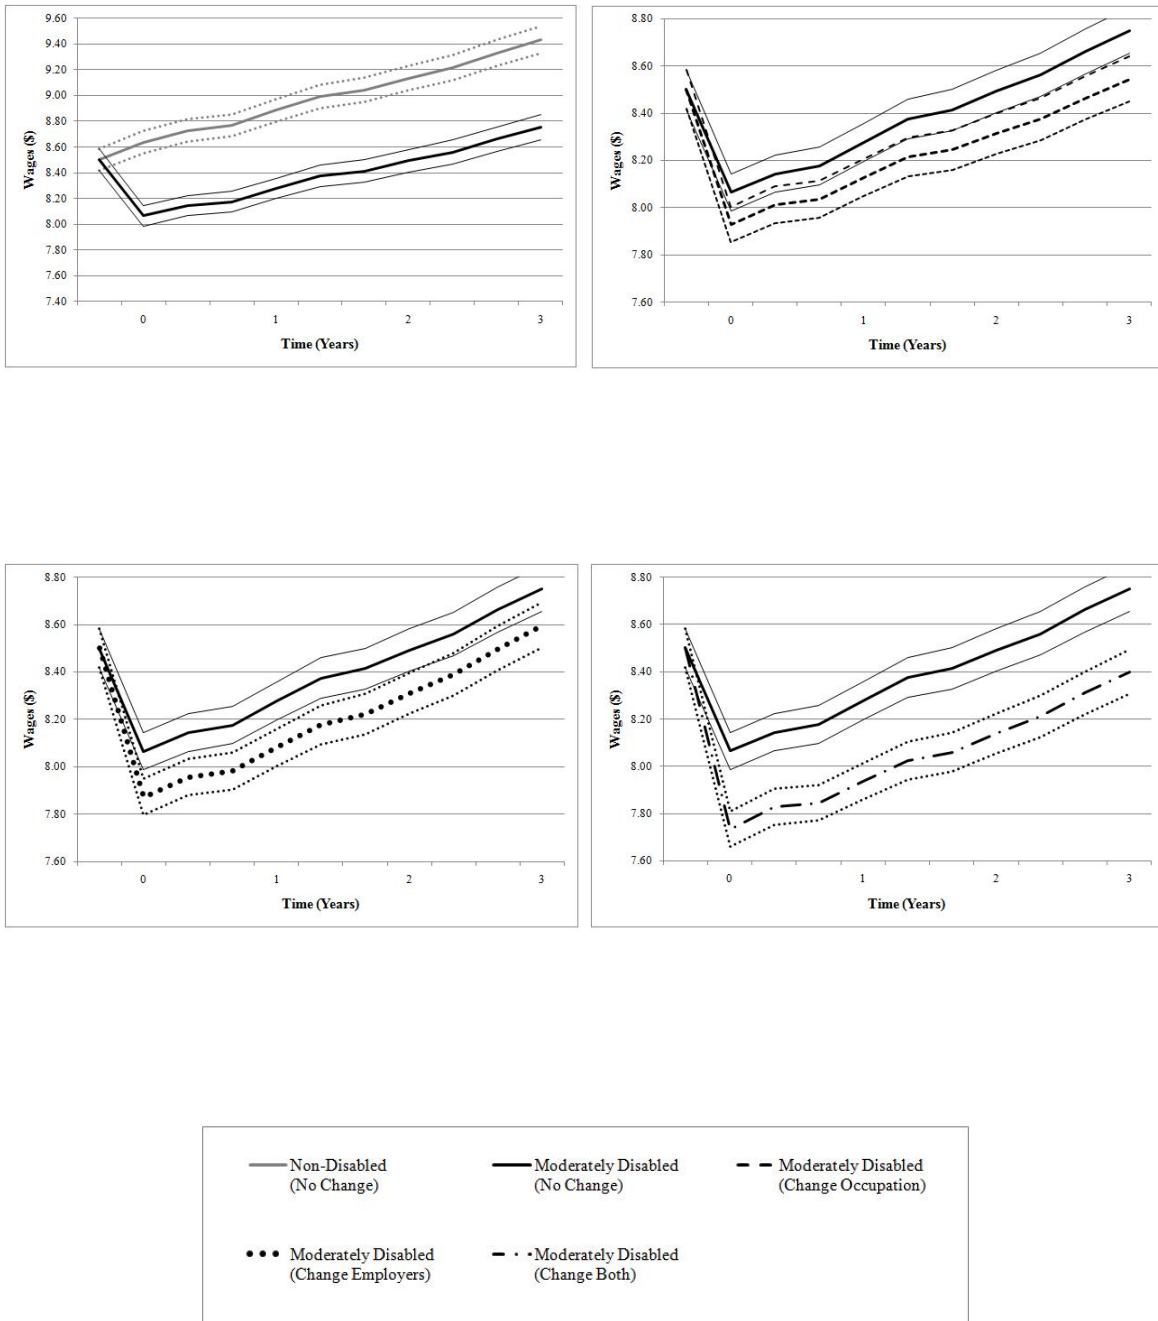 9.60
9.40
9.20
9.00
8.80
8.60
8.40
8.20
8.00
7.80
7.60
7.40
Wages ($)
0 1 2 3
Time (Years)
8.80
8.60
8.40
8.20
8.00
7.80
7.60
Wages ($)
0 1 2 3
Time (Years)
8.80
8.60
8.40
8.20
8.00
7.80
7.60
Wages ($)
0 1 2 3
Time (Years)
8.80
8.60
8.40
8.20
8.00
7.80
7.60
Wages ($)
0 1 2 3
Time (Years)
Non-Disabled
(No Change)
Moderately Disabled
(No Change)
Moderately Disabled
(Change Occupation)
Moderately Disabled
(Change Employers)
Moderately Disabled
(Change Both)